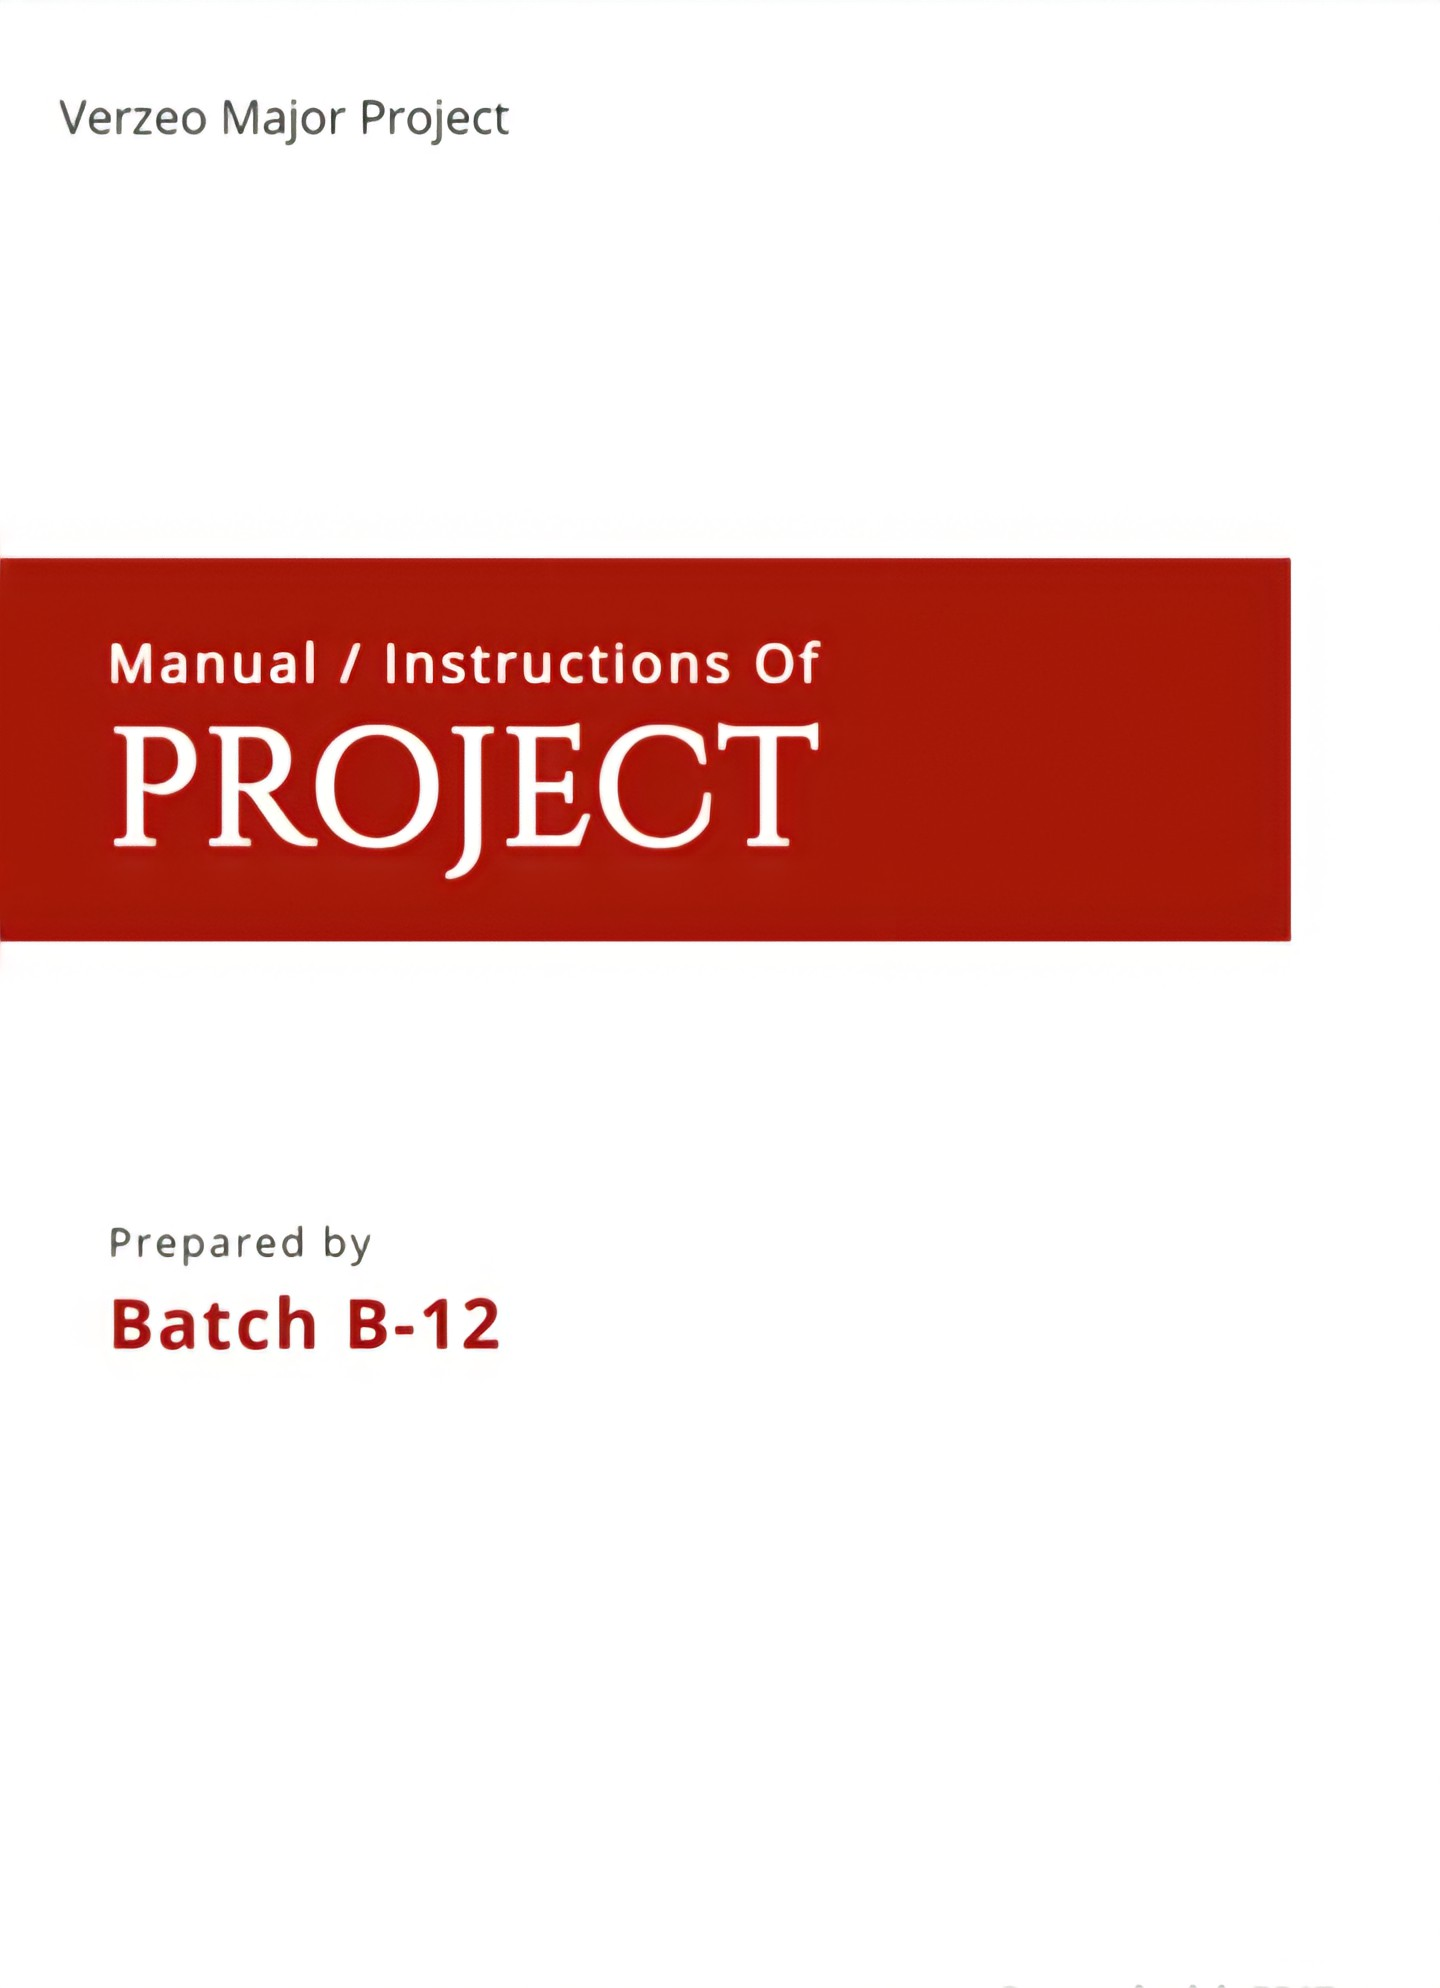 Verzeo Major Project
Manual / Instructions Of
PROJECT
Prepared by
Batch B-12